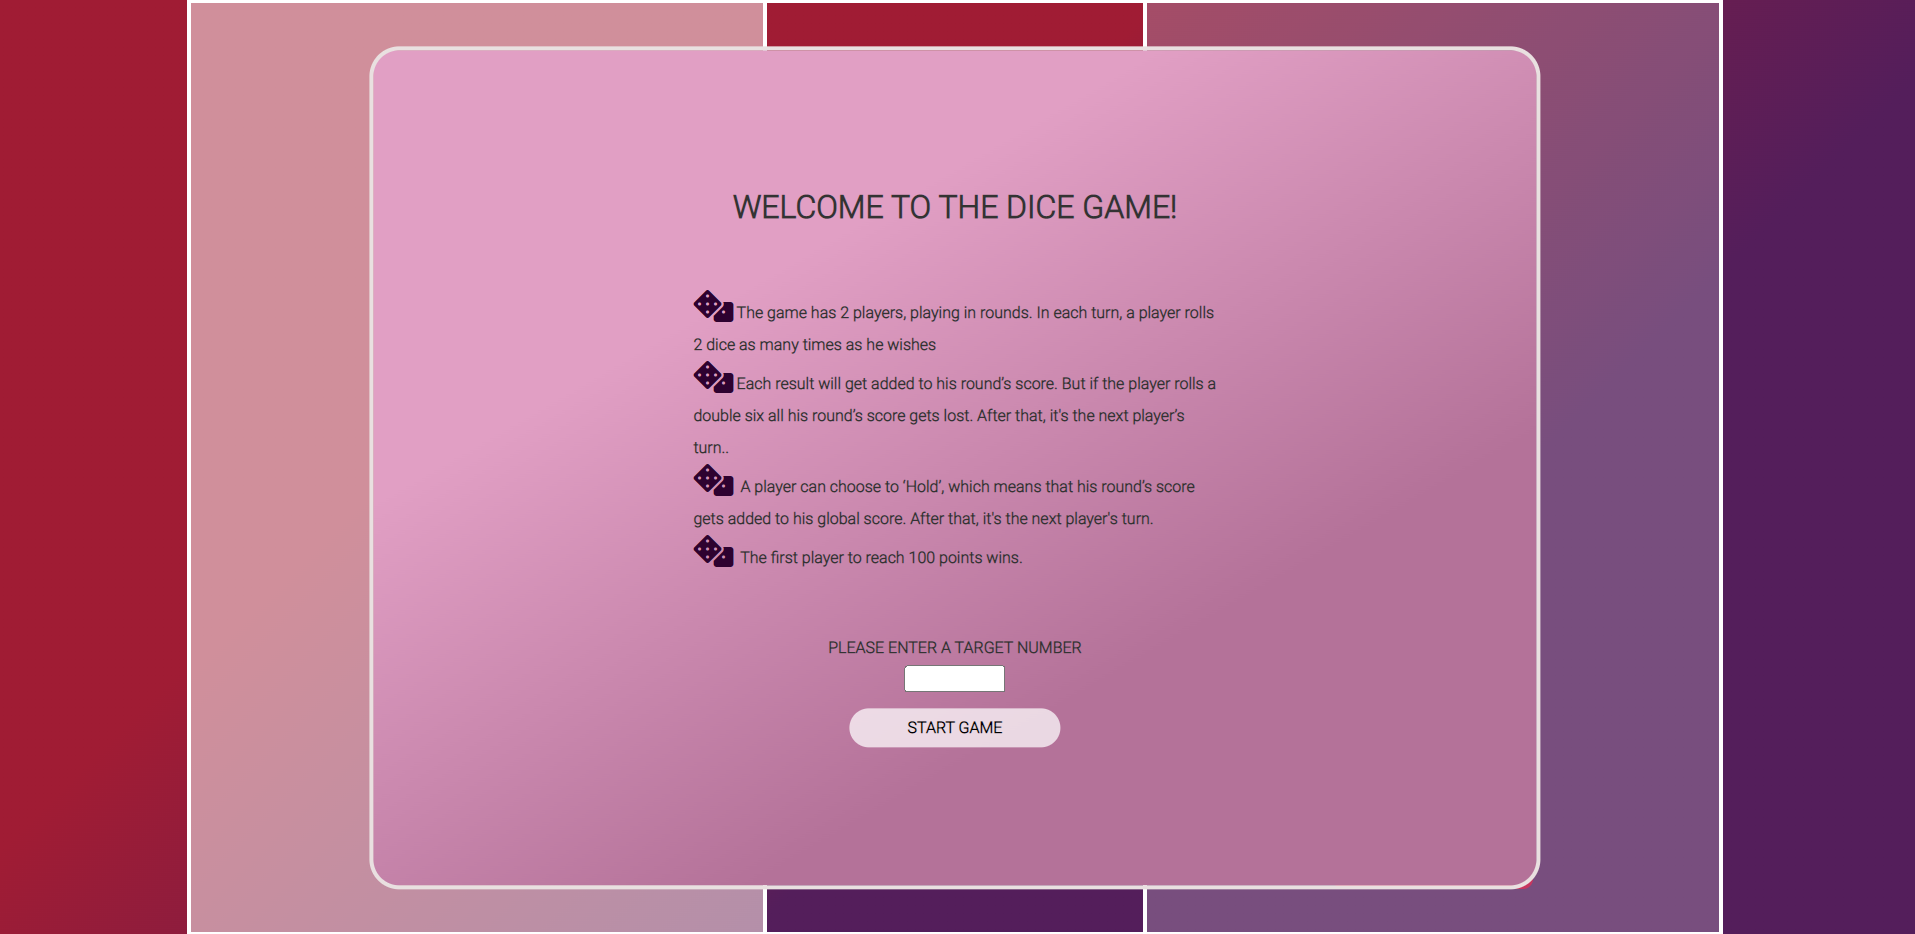 WELCOME TO THE DICE GAME!
The game has 2 players, playing in rounds. In each turn, a player rolls
2 dice as many times as he wishes
Each result will get added to his round’s score. But if the player rolls a
double six all his round’s score gets lost. After that, it's the next player’s
turn..
A player can choose to ‘Hold’, which means that his round’s score
gets added to his global score. After that, it's the next player's turn.
The first player to reach 100 points wins.
PLEASE ENTER A TARGET NUMBER
START GAME